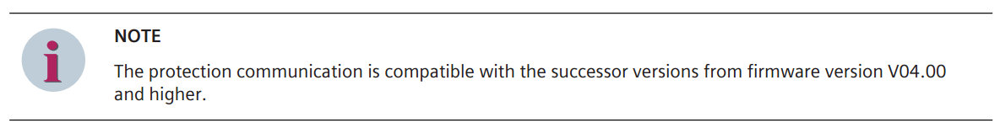 NOTE
The protection communication is compatible with the successor versions from firmware version V04.00
and higher.